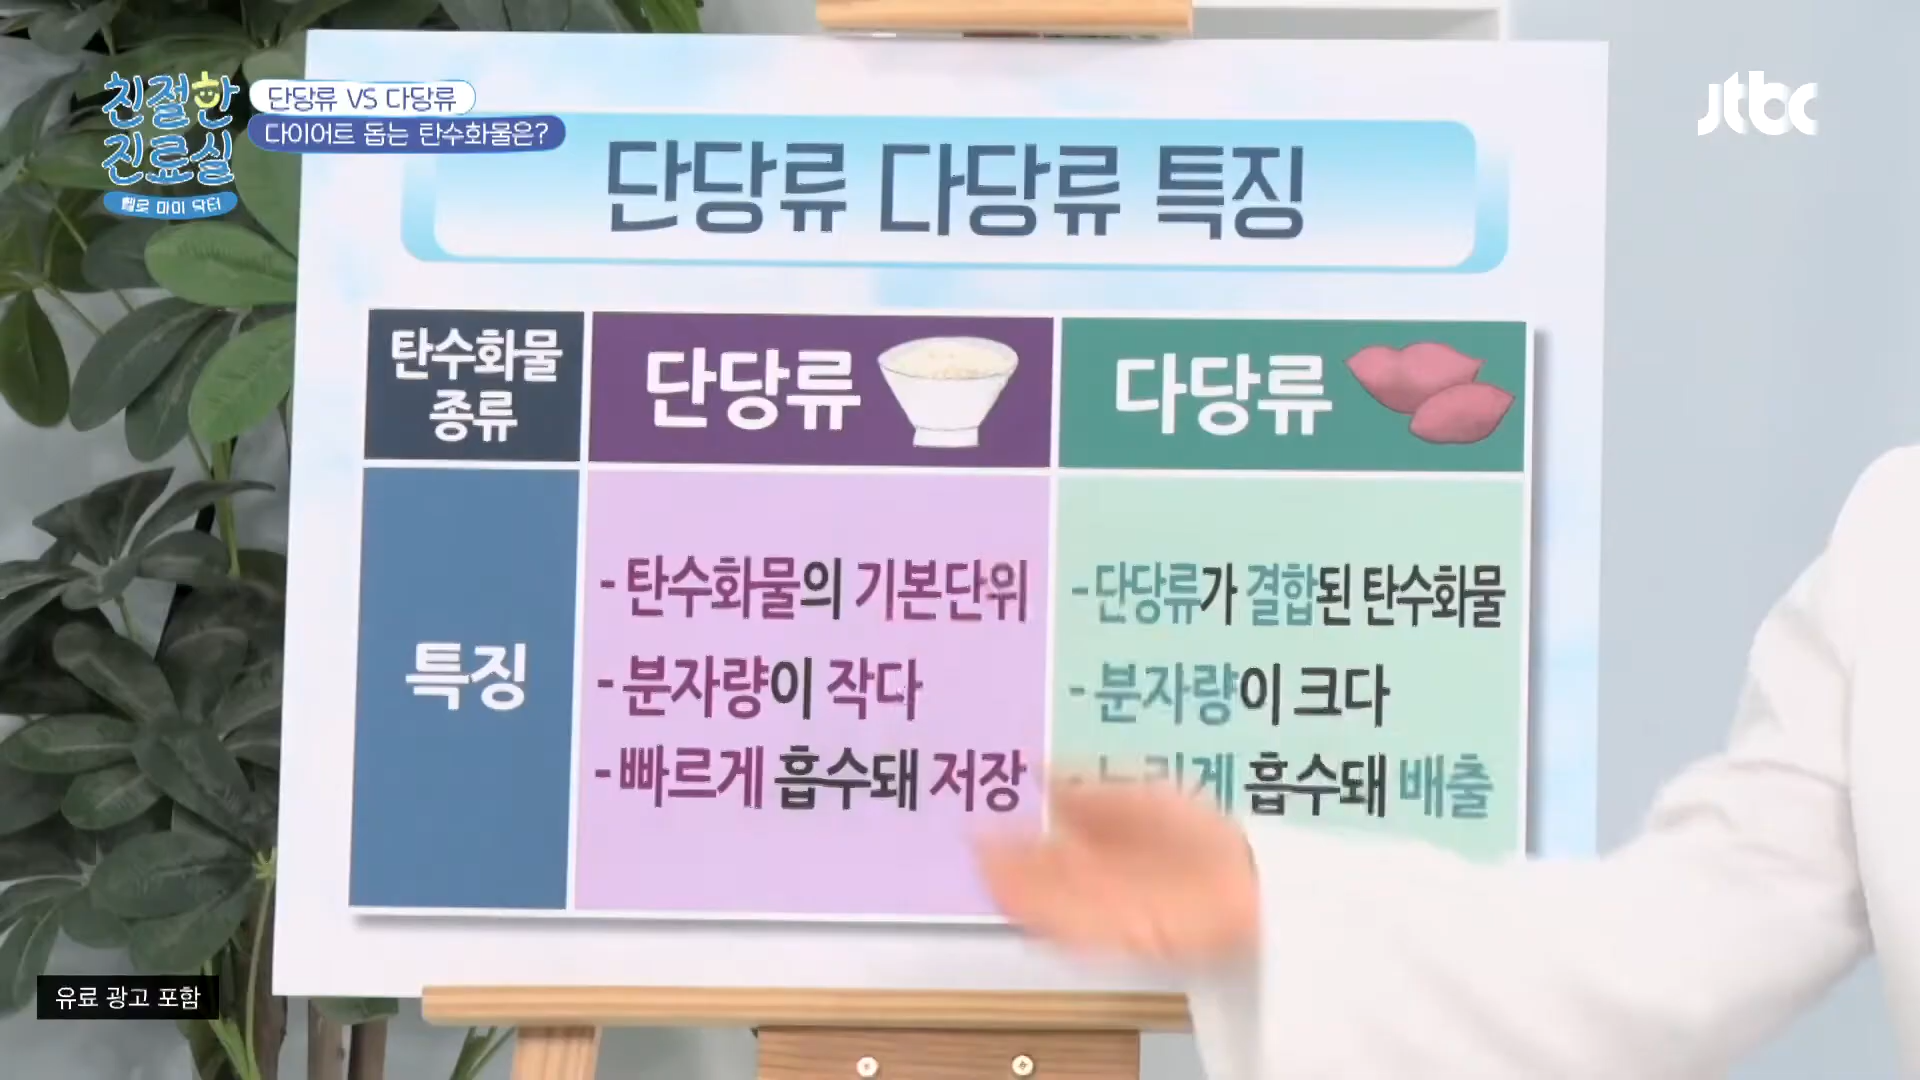 친절한
진료실
헬로 마이 닥터
단당류 VS 다당류
다이어트 돕는 탄수화물은?
jtbc
단당류 다당류 특징
탄수화물
종류
단당류
다당류
특징
- 탄수화물의 기본단위
- 분자량이 작다
- 빠르게 흡수돼 저장
- 단당류가 결합된 탄수화물
- 분자량이 크다
흡수돼 배출
유료 광고 포함